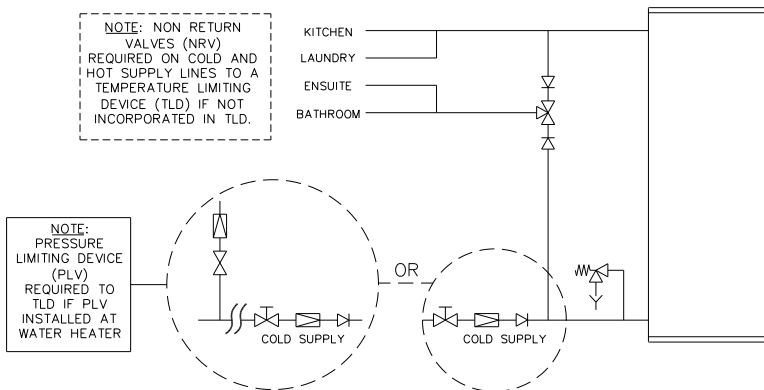 NOTE: NON RETURN
VALVES (NRV)
REQUIRED ON COLD AND
HOT SUPPLY LINES TO A
TEMPERATURE LIMITING
DEVICE (TLD) IF NOT
INCORPORATED IN TLD.
KITCHEN
LAUNDRY
ENSUITE
BATHROOM
NOTE:
PRESSURE
LIMITING DEVICE
(PLV)
REQUIRED TO
TLD IF PLV
INSTALLED AT
WATER HEATER
OR
COLD SUPPLY
COLD SUPPLY